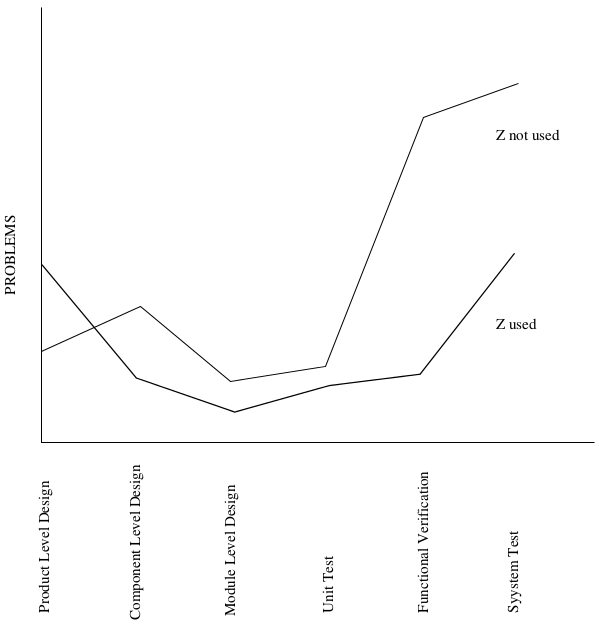 PROBLEMS
Z not used
Z used
Product Level Design
Component Level Design
Module Level Design
Unit Test
Functional Verification
Syystem Test